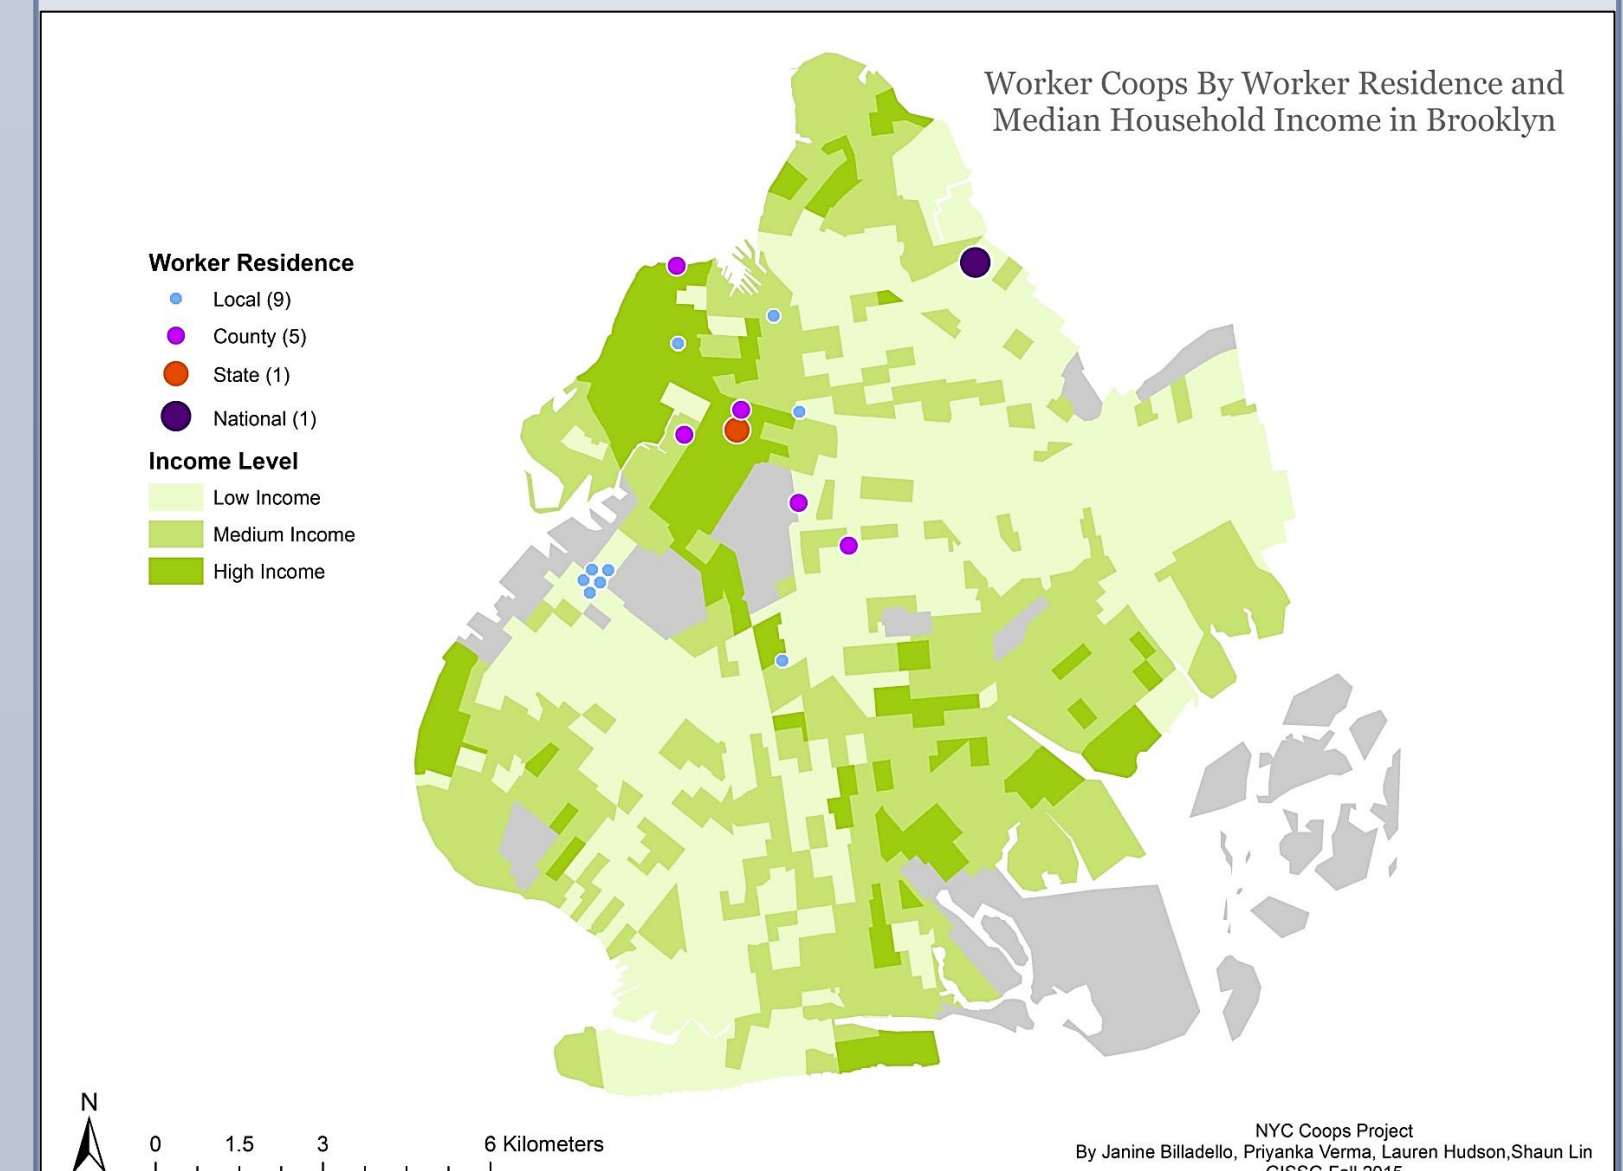 Worker Coops By Worker Residence and
Median Household Income in Brooklyn
Worker Residence
Local (9)
County (5)
State (1)
National (1)
Income Level
Low Income
Medium Income
High Income
N
0 1.5 3 6 Kilometers
NYC Coops Project
By Janine Billadello, Priyanka Verma, Lauren Hudson,Shaun Lin
Fall 2015